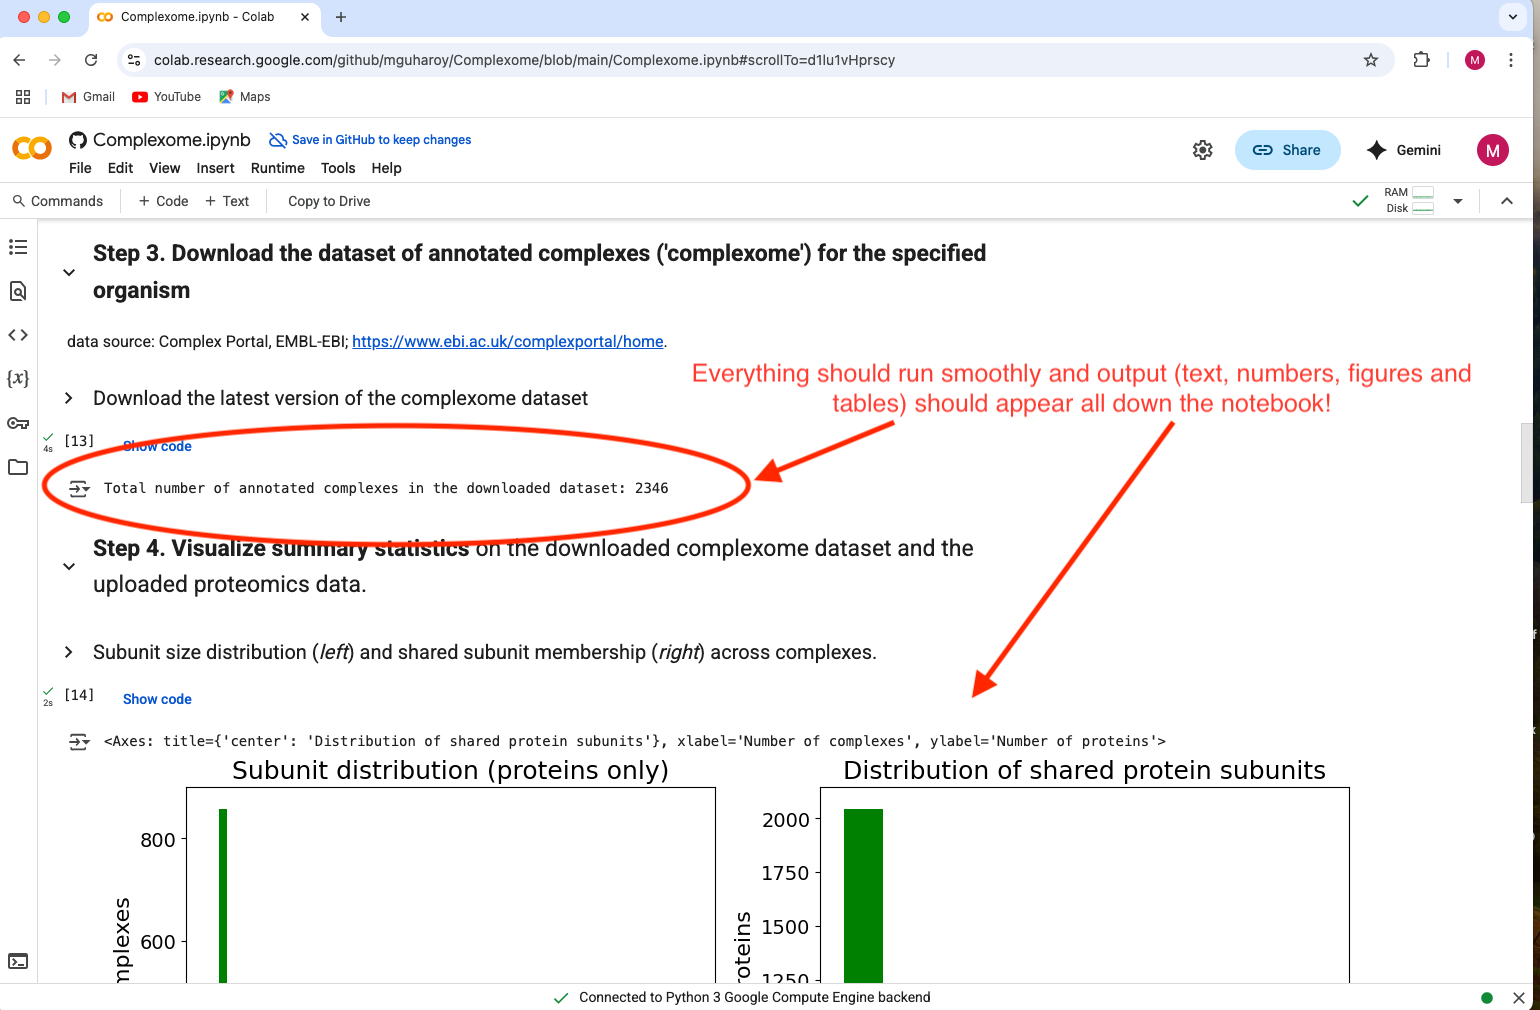 Complexome.ipynb - Colab
colab.research.google.com/github/mguharoy/Complexome/blob/main/Complexome.ipynb#scrollTo=d1lu1vHprscy
M
Gmail YouTube Maps
CO Complexome.ipynb Save in GitHub to keep changes
File Edit View Insert Runtime Tools Help
Share Gemini M
Commands + Code + Text Copy to Drive
RAM
Disk
Step 3. Download the dataset of annotated complexes ('complexome') for the specified
organism
data source: Complex Portal, EMBL-EBI; https://www.ebi.ac.uk/complexportal/home.
Everything should run smoothly and output (text, numbers, figures and
tables) should appear all down the notebook!
Download the latest version of the complexome dataset
[13]
4s
Show code
Total number of annotated complexes in the downloaded dataset: 2346
Step 4. Visualize summary statistics on the downloaded complexome dataset and the
uploaded proteomics data.
Subunit size distribution (left) and shared subunit membership (right) across complexes.
[14]
2s
Show code
<Axes: title={'center': 'Distribution of shared protein subunits'}, xlabel='Number of complexes', ylabel='Number of proteins'>
Subunit distribution (proteins only)
800
600
mplexes
Distribution of shared protein subunits
2000
1750
1500
1250
roteins
Connected to Python 3 Google Compute Engine backend